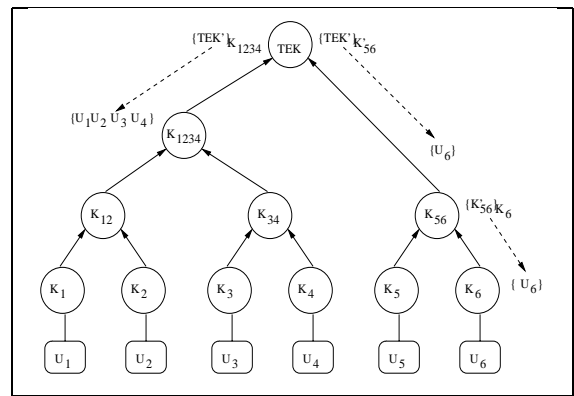 {TEK'}K₁₂₃₄ TEK {TEK'}K'₅₆
{U₁U₂ U₃ U₄}
K₁₂₃₄
{U₆}
K₁₂ K₃₄ K₅₆ {K'₅₆}K₆
K₁ K₂ K₃ K₄ K₅ K₆ { U₆}
U₁ U₂ U₃ U₄ U₅ U₆